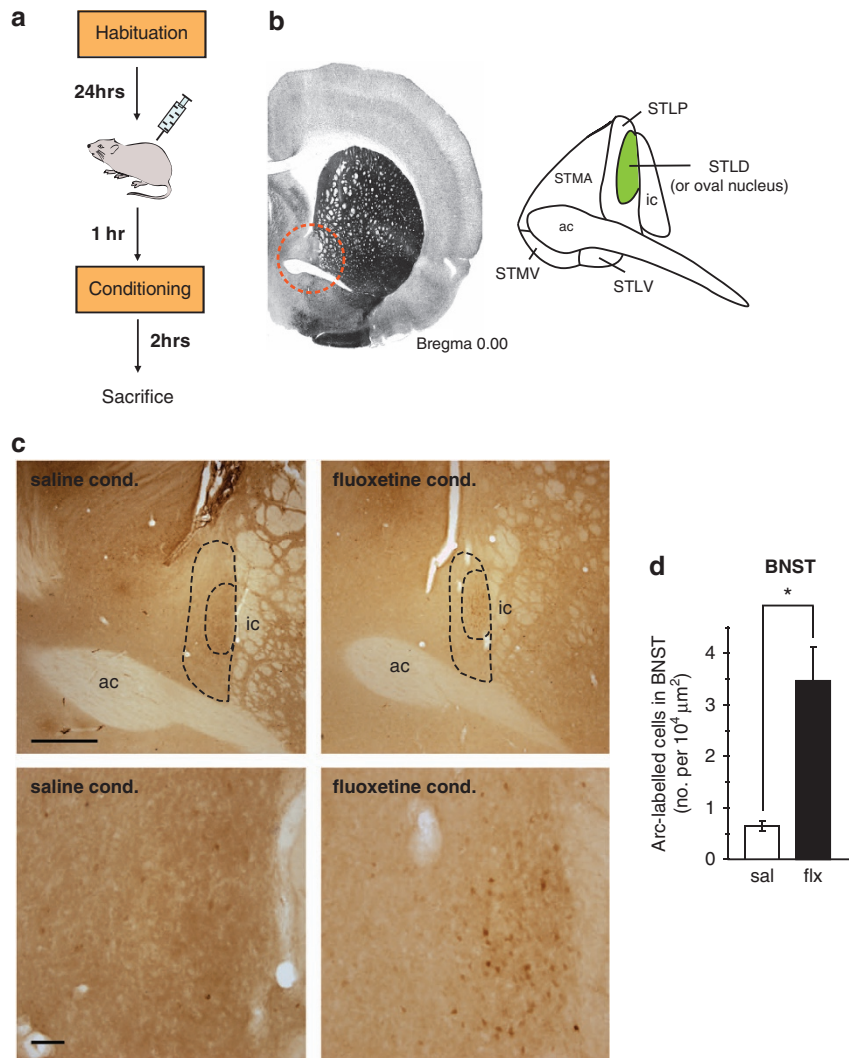 a
Habituation
24hrs
1 hr
Conditioning
2hrs
Sacrifice
b
Bregma 0.00
STLP
STLD
(or oval nucleus)
STMA
ic
ac
STMV
STLV
c
saline cond.
ic
ac
fluoxetine cond.
ic
ac
saline cond.
fluoxetine cond.
d
BNST
*
Arc-labelled cells in BNST
(no. per 10⁴ μm²)
4
3
2
1
0
sal
flx